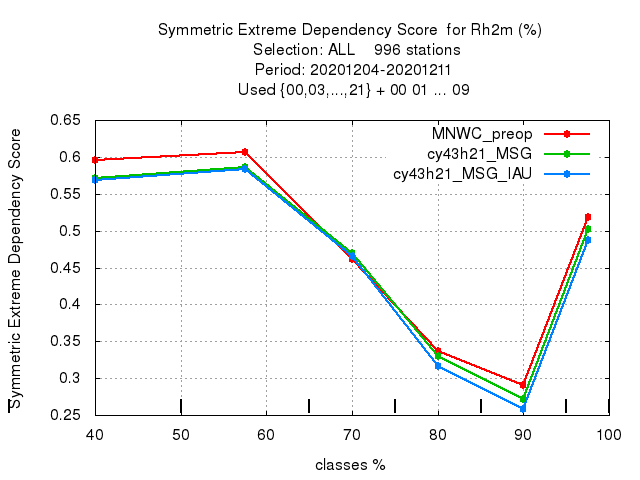 Symmetric Extreme Dependency Score  for Rh2m (%)
Selection: ALL    996 stations
Period: 20201204-20201211
Used {00,03,...,21} + 00 01 ... 09
Symmetric Extreme Dependency Score
0.65
0.6
0.55
0.5
0.45
0.4
0.35
0.3
0.25
MNWC_preop
cy43h21_MSG
cy43h21_MSG_IAU
40 50 60 70 80 90 100
classes %